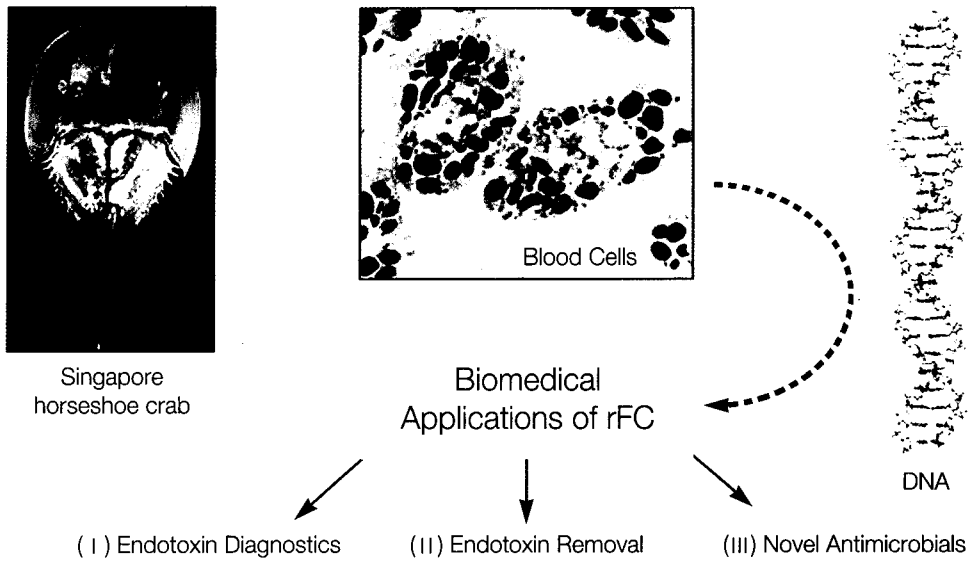 Blood Cells
Singapore
horseshoe crab
Biomedical
Applications of rFC
DNA
(I) Endotoxin Diagnostics
(II) Endotoxin Removal
(III) Novel Antimicrobials